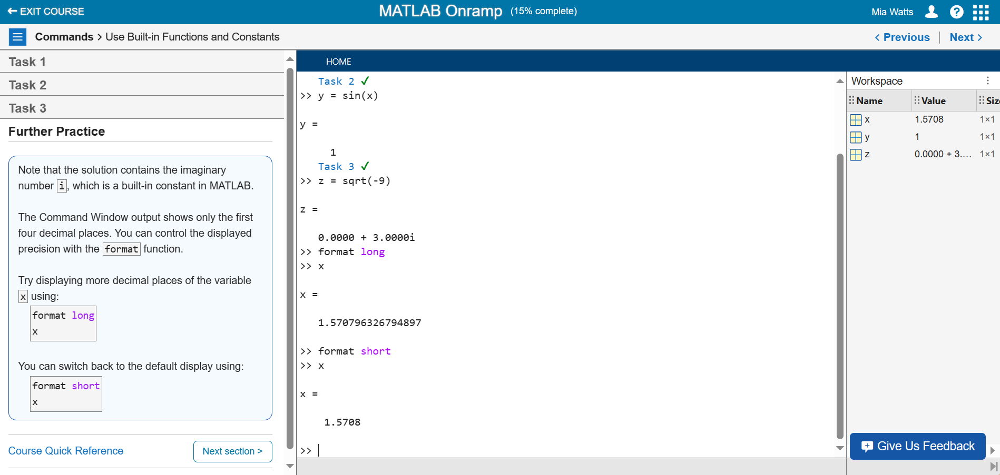 ← EXIT COURSE
MATLAB Onramp (15% complete)
Mia Watts
?
Commands > Use Built-in Functions and Constants
< Previous
Next >
Task 1
Task 2
Task 3
Further Practice
Note that the solution contains the imaginary
number i, which is a built-in constant in MATLAB.
The Command Window output shows only the first
four decimal places. You can control the displayed
precision with the format function.
Try displaying more decimal places of the variable
x using:
format long
x
You can switch back to the default display using:
format short
x
Course Quick Reference
Next section >
HOME
Task 2 ✓
>> y = sin(x)
y =
1
Task 3 ✓
>> z = sqrt(-9)
z =
0.0000 + 3.0000i
>> format long
>> x
x =
1.570796326794897
>> format short
>> x
x =
1.5708
>>
Workspace
Name Value Siz
x 1.5708 1×1
y 1 1×1
z 0.0000 + 3.... 1×1
Give Us Feedback